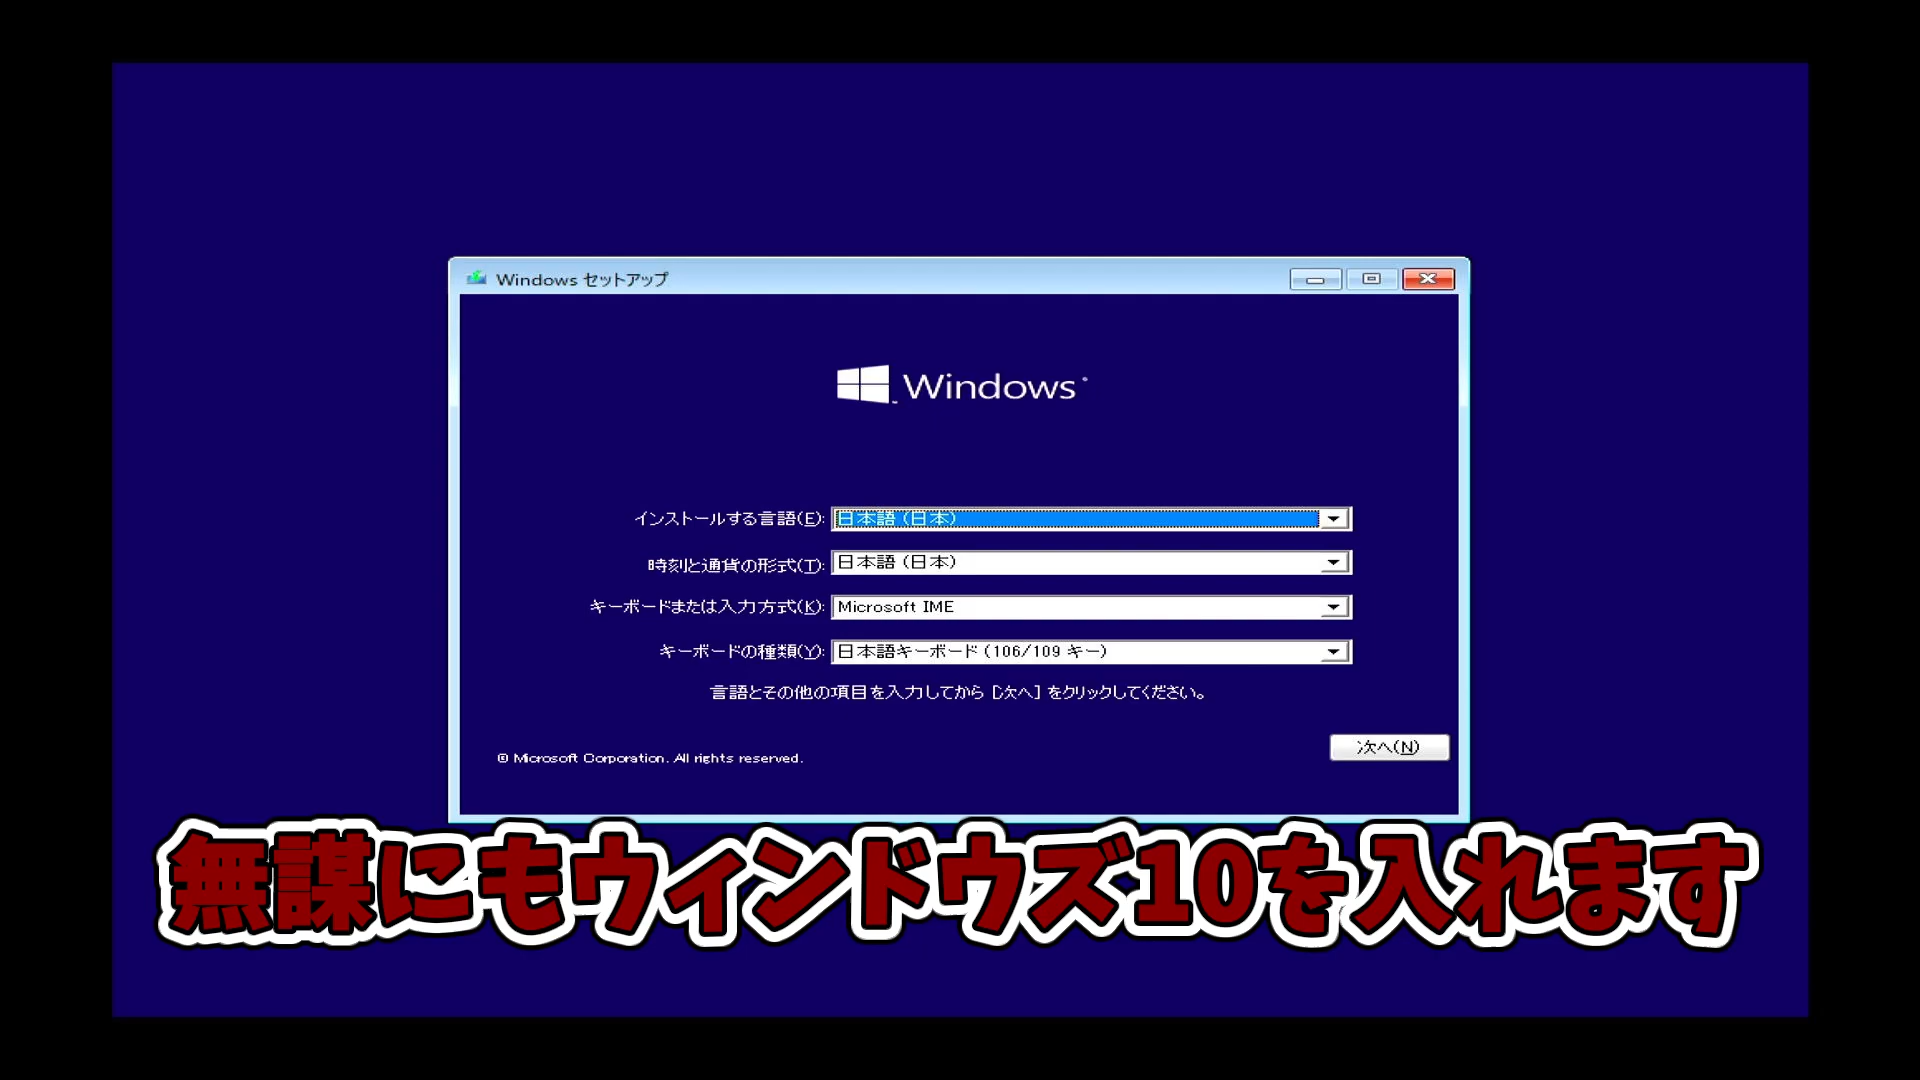 Windows セットアップ
Windows
インストールする言語(E): 日本語 (日本)
時刻と通貨の形式(T): 日本語 (日本)
キーボードまたは入力方式(K): Microsoft IME
キーボードの種類(Y): 日本語キーボード (106/109 キー)
言語とその他の項目を入力してから [次へ] をクリックしてください。
次へ(N)
© Microsoft Corporation. All rights reserved.
無謀にもウィンドウズ10を入れます